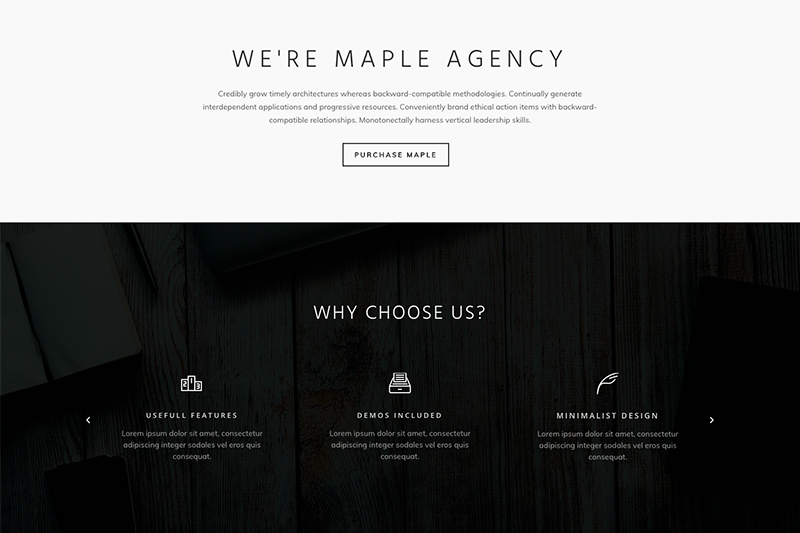 WE'RE MAPLE AGENCY
Credibly grow timely architectures whereas backward-compatible methodologies. Continually generate
interdependent applications and progressive resources. Conveniently brand ethical action items with backward-
compatible relationships. Monotonectally harness vertical leadership skills.
PURCHASE MAPLE
WHY CHOOSE US?
2 1 3
USEFULL FEATURES
Lorem ipsum dolor sit amet, consectetur
adipiscing integer sodales vel eros quis
consequat.
DEMOS INCLUDED
Lorem ipsum dolor sit amet, consectetur
adipiscing integer sodales vel eros quis
consequat.
MINIMALIST DESIGN
Lorem ipsum dolor sit amet, consectetur
adipiscing integer sodales vel eros quis
consequat.